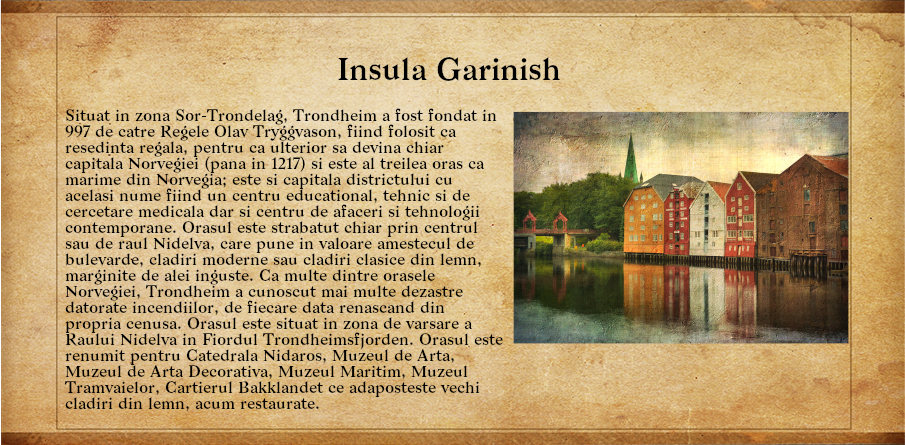 Insula Garinish
Situat in zona Sor-Trondelag, Trondheim a fost fondat in
997 de catre Regele Olav Tryggvason, fiind folosit ca
resedinta regala, pentru ca ulterior sa devina chiar
capitala Norvegiei (pana in 1217) si este al treilea oras ca
marime din Norvegia; este si capitala districtului cu
acelasi nume fiind un centru educational, tehnic si de
cercetare medicala dar si centru de afaceri si tehnologii
contemporane. Orasul este strabatut chiar prin centrul
sau de raul Nidelva, care pune in valoare amestecul de
bulevarde, cladiri moderne sau cladiri clasice din lemn,
marginite de alei inguste. Ca multe dintre orasele
Norvegiei, Trondheim a cunoscut mai multe dezastre
datorate incendiilor, de fiecare data renascand din
propria cenusa. Orasul este situat in zona de varsare a
Raului Nidelva in Fiordul Trondheimsfjorden. Orasul este
renumit pentru Catedrala Nidaros, Muzeul de Arta,
Muzeul de Arta Decorativa, Muzeul Maritim, Muzeul
Tramvaielor, Cartierul Bakklandet ce adaposteste vechi
cladiri din lemn, acum restaurate.